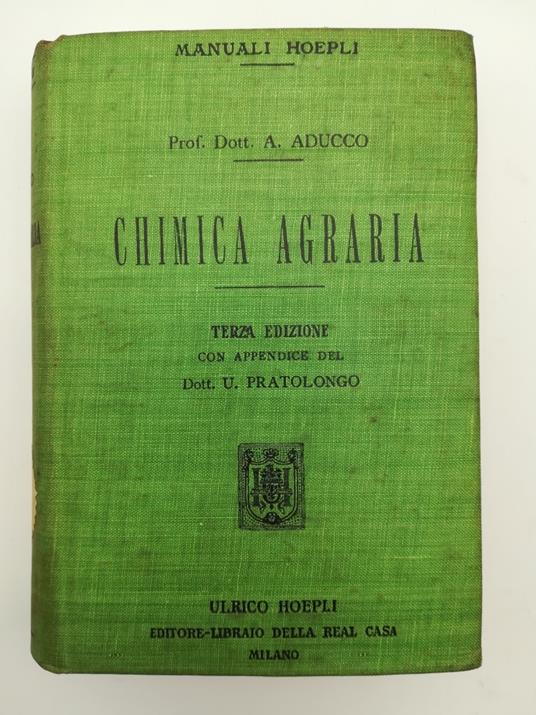 MANUALI HOEPLI
Prof. Dott. A. ADUCCO
CHIMICA AGRARIA
TERZA EDIZIONE
CON APPENDICE DEL
Dott. U. PRATOLONGO
ULRICO HOEPLI
EDITORE-LIBRAIO DELLA REAL CASA
MILANO